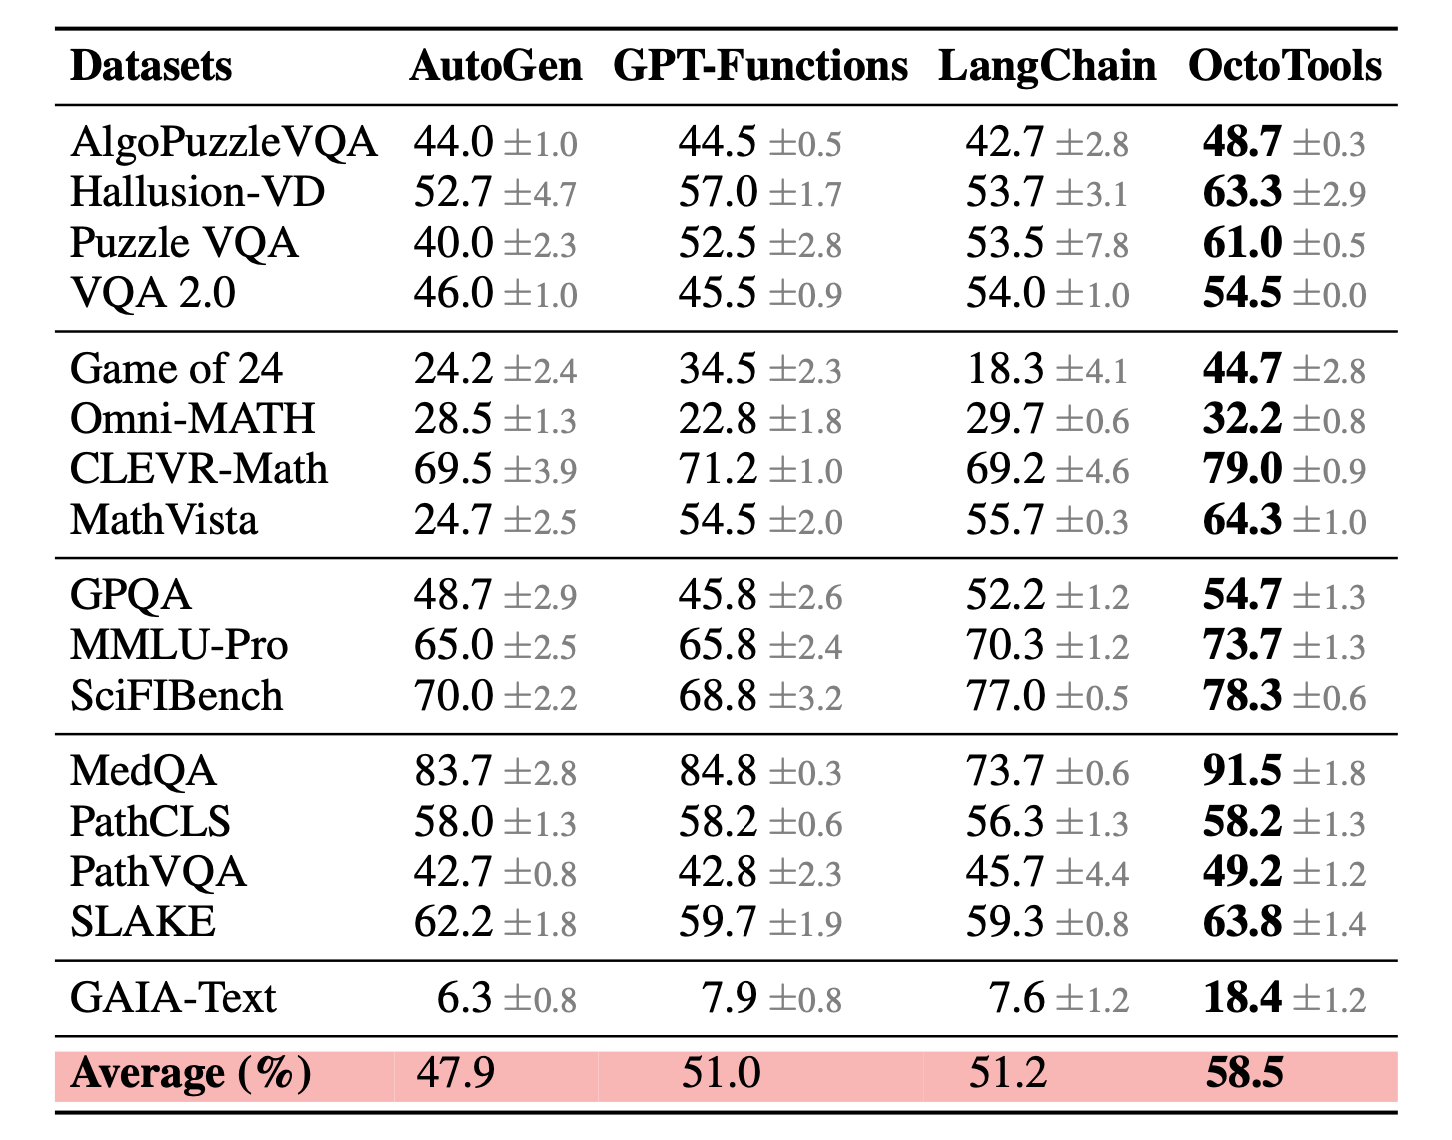 Datasets AutoGen GPT-Functions LangChain OctoTools
AlgoPuzzleVQA 44.0 ±1.0 44.5 ±0.5 42.7 ±2.8 48.7 ±0.3
Hallusion-VD 52.7 ±4.7 57.0 ±1.7 53.7 ±3.1 63.3 ±2.9
Puzzle VQA 40.0 ±2.3 52.5 ±2.8 53.5 ±7.8 61.0 ±0.5
VQA 2.0 46.0 ±1.0 45.5 ±0.9 54.0 ±1.0 54.5 ±0.0
Game of 24 24.2 ±2.4 34.5 ±2.3 18.3 ±4.1 44.7 ±2.8
Omni-MATH 28.5 ±1.3 22.8 ±1.8 29.7 ±0.6 32.2 ±0.8
CLEVR-Math 69.5 ±3.9 71.2 ±1.0 69.2 ±4.6 79.0 ±0.9
MathVista 24.7 ±2.5 54.5 ±2.0 55.7 ±0.3 64.3 ±1.0
GPQA 48.7 ±2.9 45.8 ±2.6 52.2 ±1.2 54.7 ±1.3
MMLU-Pro 65.0 ±2.5 65.8 ±2.4 70.3 ±1.2 73.7 ±1.3
SciFIBench 70.0 ±2.2 68.8 ±3.2 77.0 ±0.5 78.3 ±0.6
MedQA 83.7 ±2.8 84.8 ±0.3 73.7 ±0.6 91.5 ±1.8
PathCLS 58.0 ±1.3 58.2 ±0.6 56.3 ±1.3 58.2 ±1.3
PathVQA 42.7 ±0.8 42.8 ±2.3 45.7 ±4.4 49.2 ±1.2
SLAKE 62.2 ±1.8 59.7 ±1.9 59.3 ±0.8 63.8 ±1.4
GAIA-Text 6.3 ±0.8 7.9 ±0.8 7.6 ±1.2 18.4 ±1.2
Average (%) 47.9 51.0 51.2 58.5